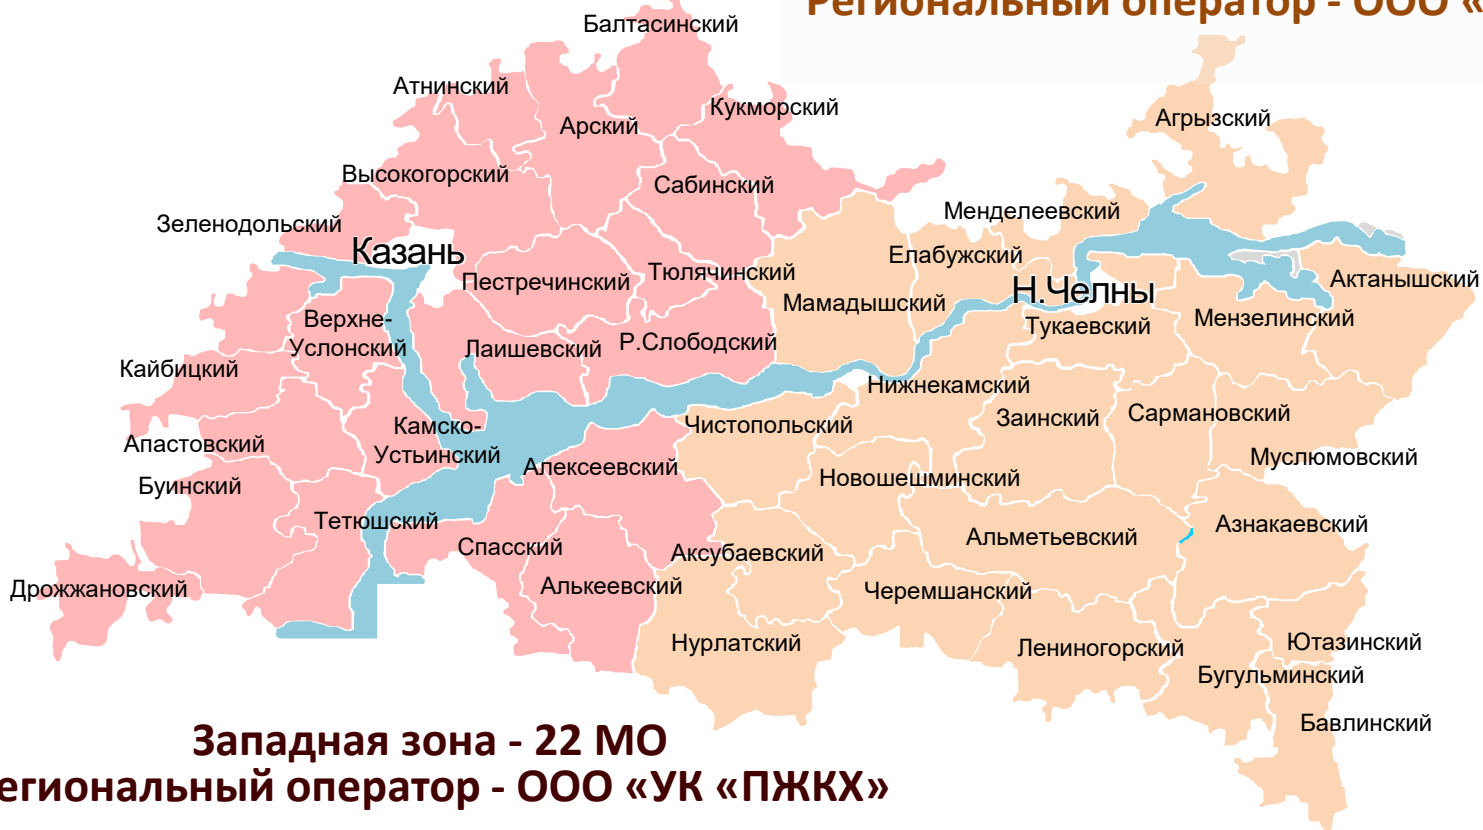 Региональный оператор - ООО «
Балтасинский
Атнинский
Кукморский
Арский
Агрызский
Высокогорский
Сабинский
Зеленодольский
Менделеевский
Казань
Елабужский
Пестречинский
Тюлячинский
Актанышский
Мамадышский
Н.Челны
Верхне-
Услонский
Тукаевский
Мензелинский
Лаишевский
Р.Слободский
Кайбицкий
Нижнекамский
Камско-
Устьинский
Чистопольский
Заинский
Сармановский
Апастовский
Алексеевский
Муслюмовский
Буинский
Новошешминский
Тетюшский
Азнакаевский
Спасский
Аксубаевский
Альметьевский
Дрожжановский
Алькеевский
Черемшанский
Нурлатский
Лениногорский
Ютазинский
Бугульминский
Бавлинский
Западная зона - 22 МО
егиональный оператор - ООО «УК «ПЖКХ»